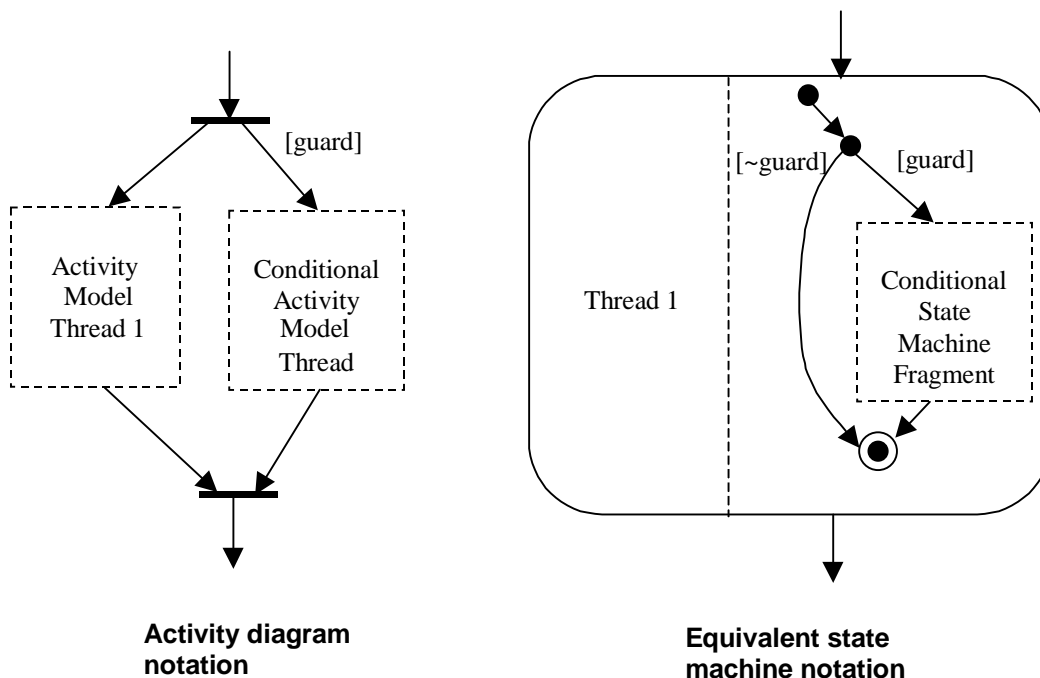 [guard]
Activity
Model
Thread 1
Conditional
Activity
Model
Thread
Activity diagram
notation
[~guard]
[guard]
Thread 1
Conditional
State
Machine
Fragment
Equivalent state
machine notation